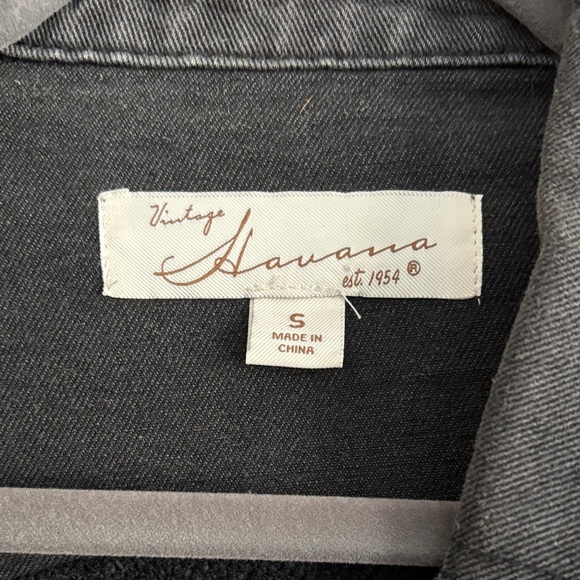 Vintage
Havana
est. 1954 ®
S
MADE IN
CHINA